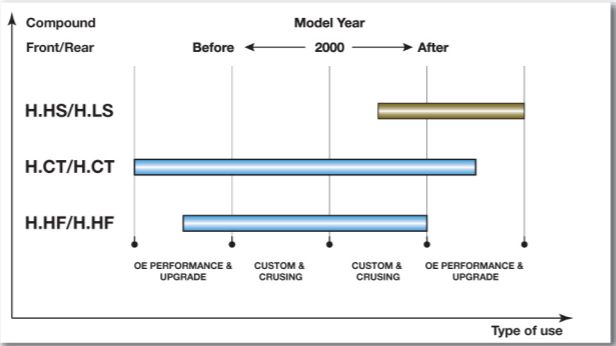 Compound
Model Year
Front/Rear
Before
2000
After
H.HS/H.LS
H.CT/H.CT
H.HF/H.HF
OE PERFORMANCE &
UPGRADE
CUSTOM &
CRUSING
CUSTOM &
CRUSING
OE PERFORMANCE &
UPGRADE
Type of use